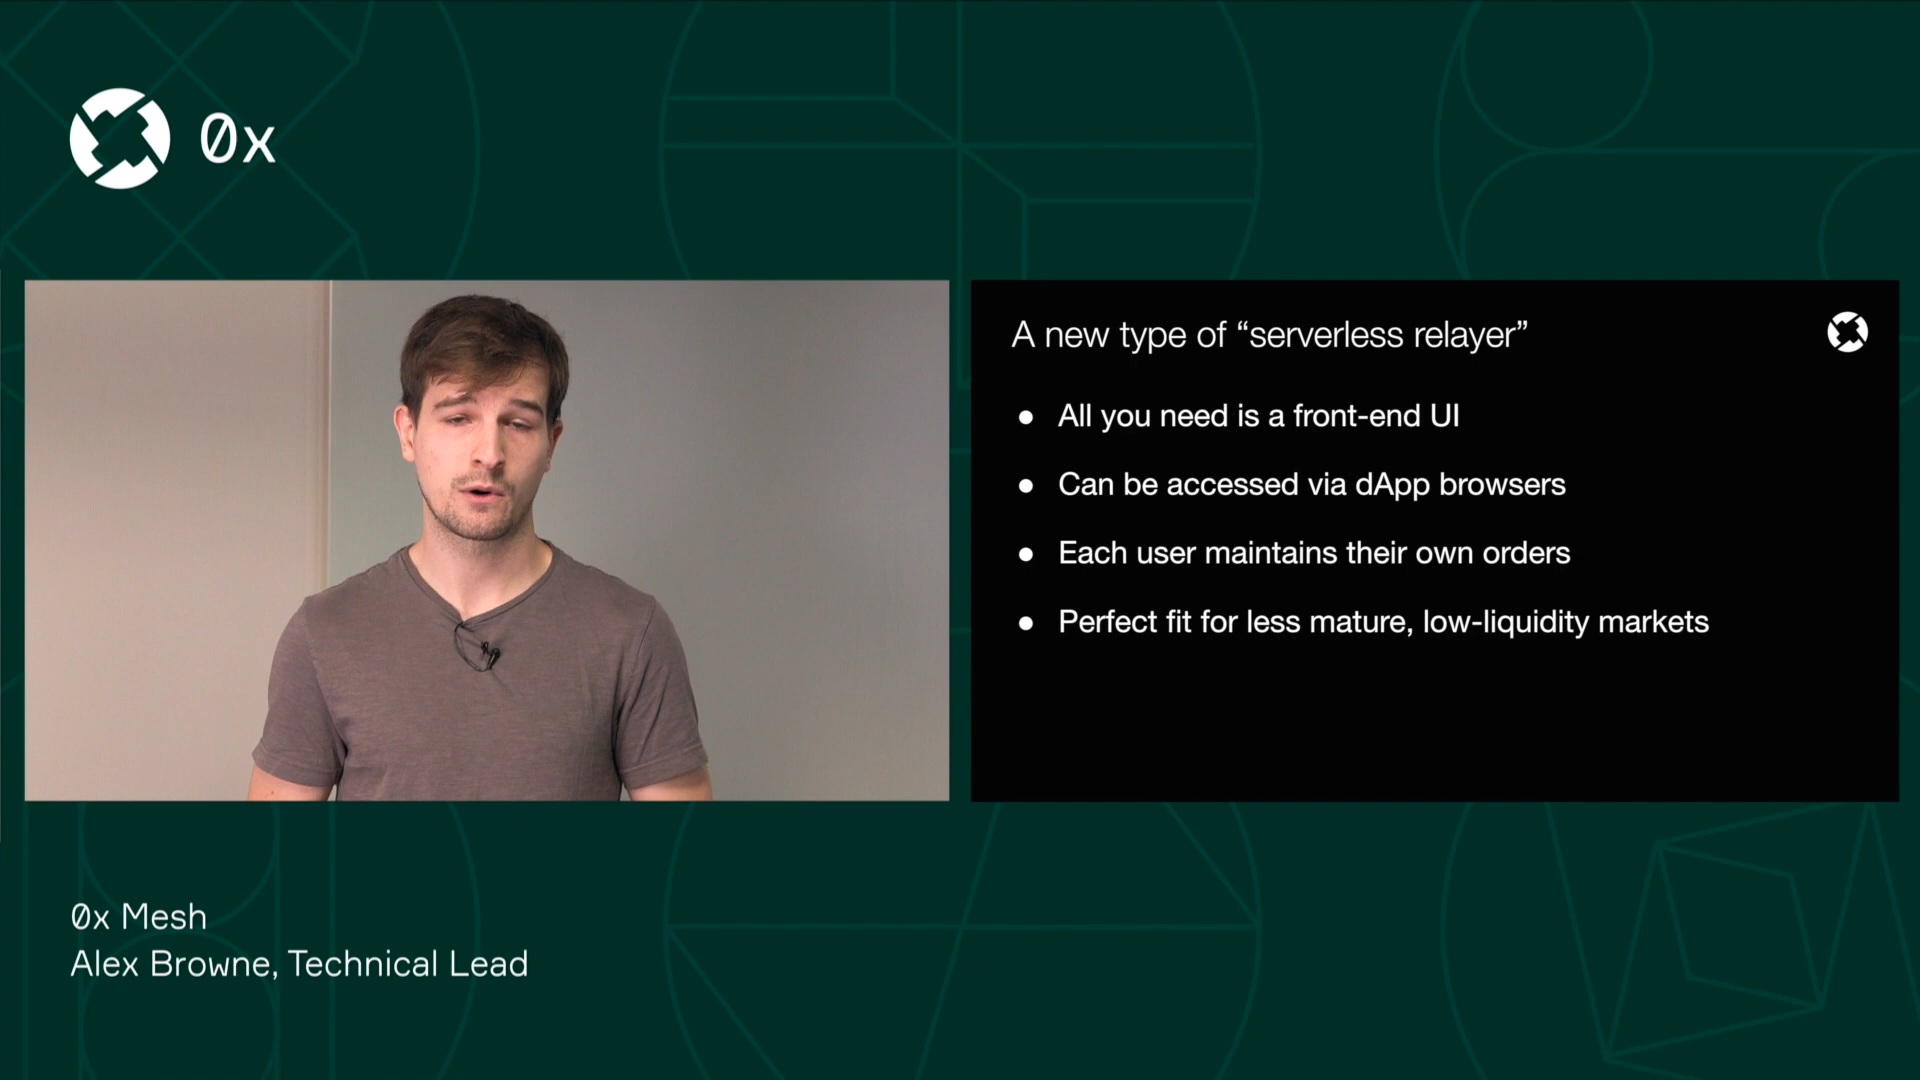 0x
A new type of “serverless relayer”
● All you need is a front-end UI
● Can be accessed via dApp browsers
● Each user maintains their own orders
● Perfect fit for less mature, low-liquidity markets
0x Mesh
Alex Browne, Technical Lead